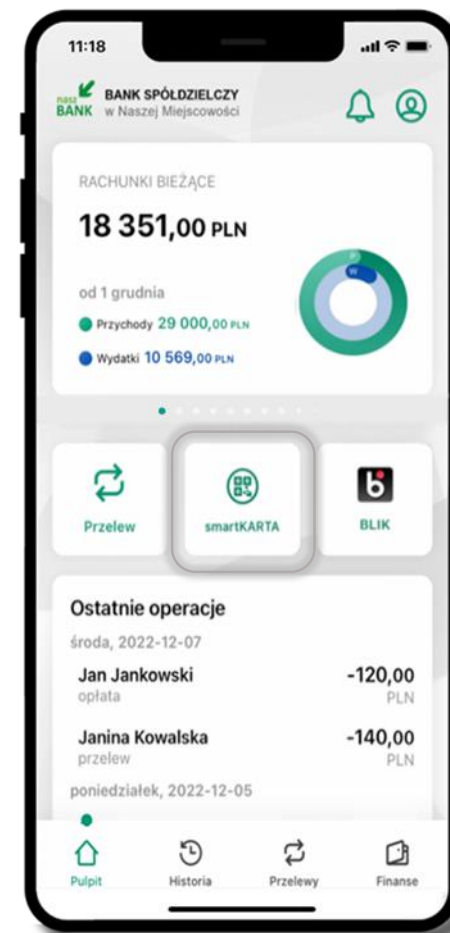 11:18
nasz BANK
BANK SPÓŁDZIELCZY
w Naszej Miejscowości
RACHUNKI BIEŻĄCE
18 351,00 PLN
od 1 grudnia
P
W
Przychody 29 000,00 PLN
Wydatki 10 569,00 PLN
Przelew
smartKARTA
b
BLIK
Ostatnie operacje
środa, 2022-12-07
Jan Jankowski -120,00
opłata PLN
Janina Kowalska -140,00
przelew PLN
poniedziałek, 2022-12-05
Pulpit Historia Przelewy Finanse